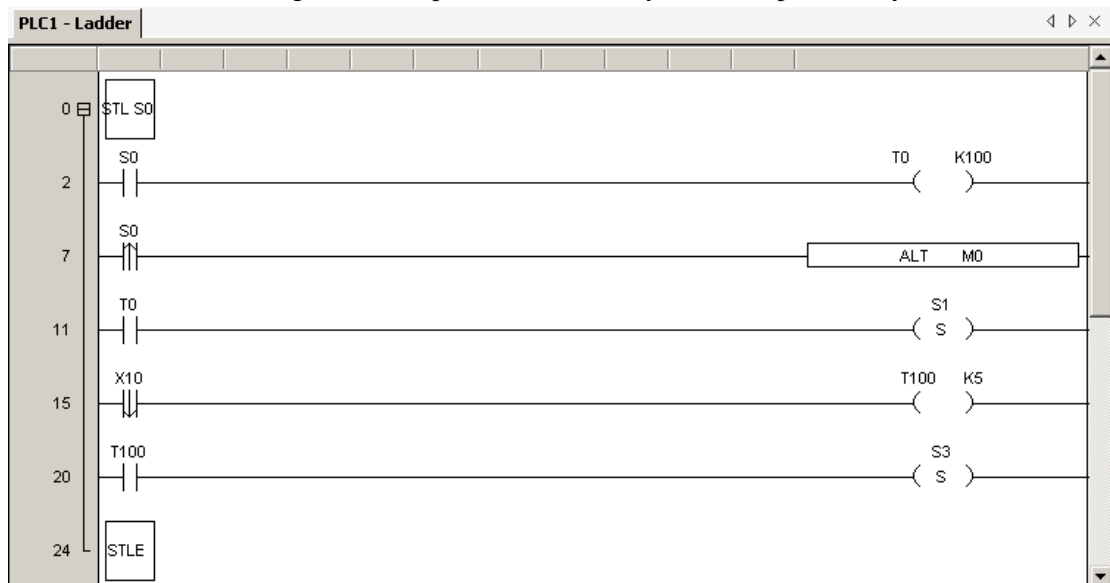 PLC1 - Ladder
0 STL S0
S0 T0 K100
2
S0
7 ALT M0
T0 S1
11 S
X10 T100 K5
15
T100 S3
20 S
24 STLE